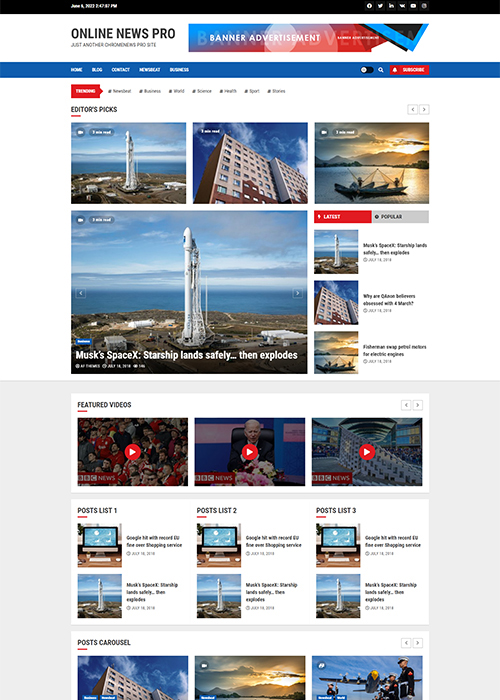 June 6, 2022 2:47:57 PM
ONLINE NEWS PRO
JUST ANOTHER CHROMENEWS PRO SITE
BANNER ADVERTISEMENT
BANNER ADVERTISEMENT
HOME BLOG CONTACT NEWSBEAT BUSINESS
SUBSCRIBE
TRENDING # Newsbeat # Business # World # Science # Health # Sport # Stories
EDITOR'S PICKS
3 min read
3 min read
3 min read
3 min read
Business
Musk's SpaceX: Starship lands safely... then explodes
AF THEMES JULY 18, 2018 146
LATEST POPULAR
Musk's SpaceX: Starship lands
safely... then explodes
JULY 18, 2018
Why are QAnon believers
obsessed with 4 March?
JULY 18, 2018
Fisherman swap petrol motors
for electric engines
JULY 18, 2018
FEATURED VIDEOS
BBC NEWS
BBC NEWS
BBC NEWS
POSTS LIST 1
Google hit with record EU
fine over Shopping service
JULY 18, 2018
Musk's SpaceX: Starship
lands safely... then
explodes
JULY 18, 2018
POSTS LIST 2
Google hit with record EU
fine over Shopping service
JULY 18, 2018
Musk's SpaceX: Starship
lands safely... then
explodes
JULY 18, 2018
POSTS LIST 3
Google hit with record EU
fine over Shopping service
JULY 18, 2018
Musk's SpaceX: Starship
lands safely... then
explodes
JULY 18, 2018
POSTS CAROUSEL
Business Newsbeat
Newsbeat
Newsbeat World